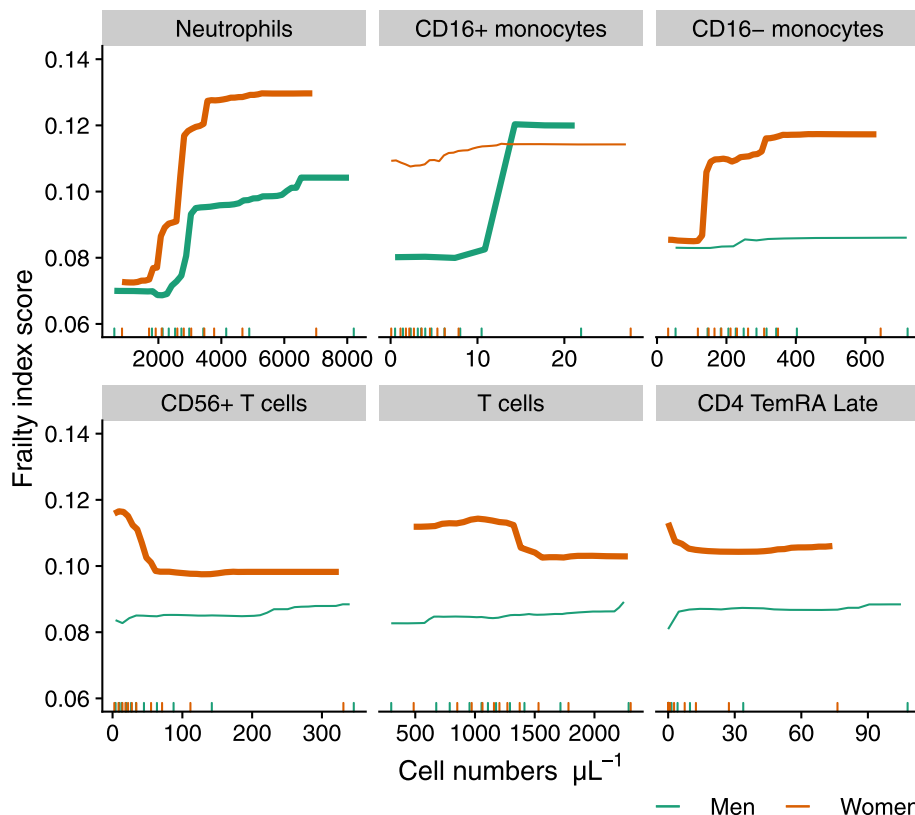 Neutrophils CD16+ monocytes CD16− monocytes
0.14
0.12
0.10
0.08
0.06
2000 4000 6000 8000 0 10 20 0 200 400 600
Frailty index score
CD56+ T cells T cells CD4 TemRA Late
0.14
0.12
0.10
0.08
0.06
0 100 200 300 500 1000 1500 2000 0 30 60 90
Cell numbers μL⁻¹
Men Women